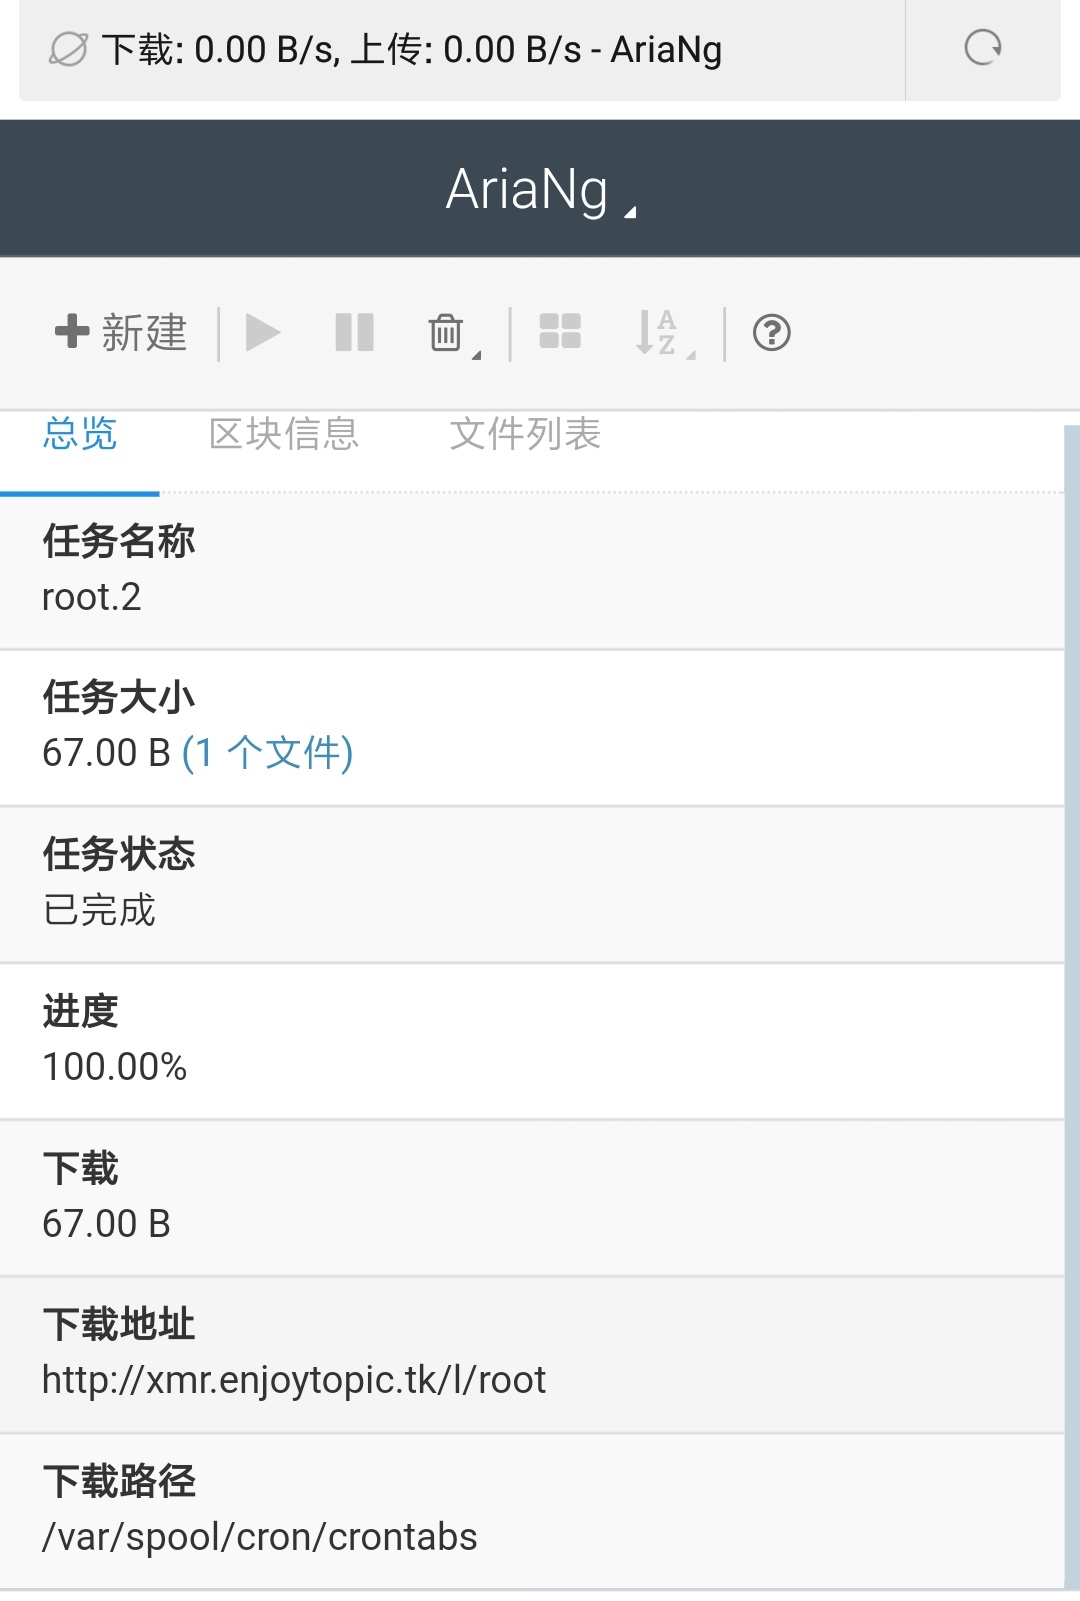 下载: 0.00 B/s, 上传: 0.00 B/s - AriaNg
AriaNg
新建
总览 区块信息 文件列表
任务名称
root.2
任务大小
67.00 B (1 个文件)
任务状态
已完成
进度
100.00%
下载
67.00 B
下载地址
http://xmr.enjoytopic.tk/l/root
下载路径
/var/spool/cron/crontabs